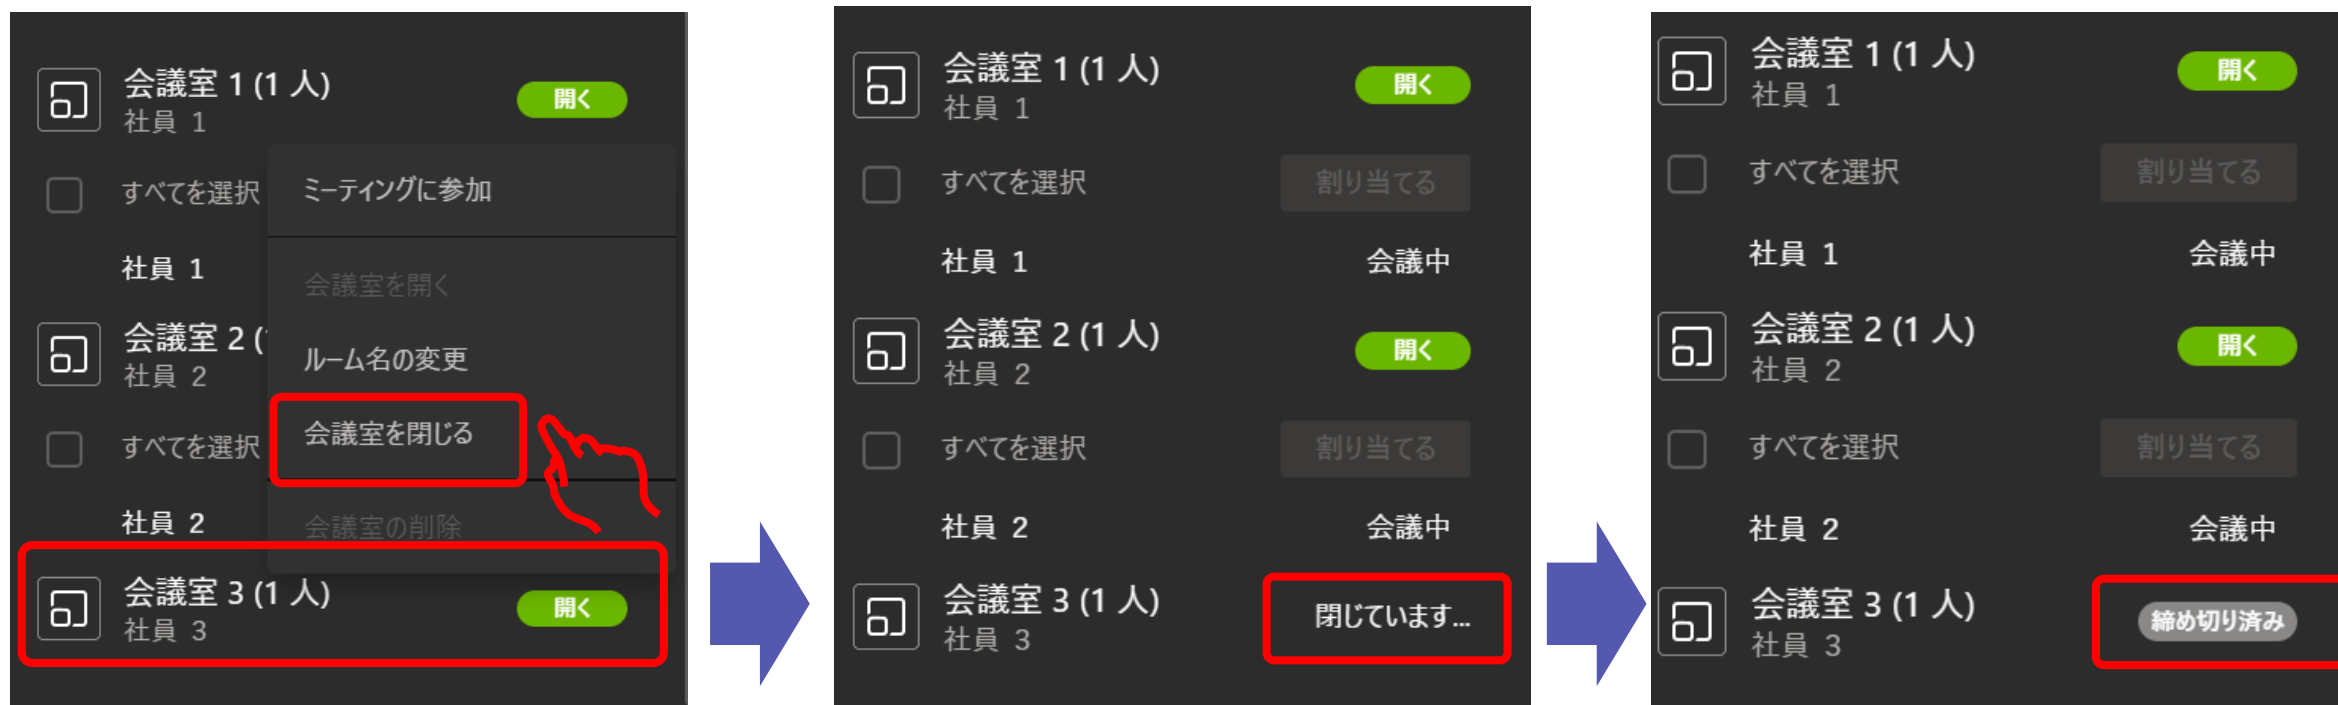 会議室 1 (1 人)
開く
社員 1
すべてを選択
ミーティングに参加
社員 1
会議室を開く
会議室 2 (
社員 2
ルーム名の変更
すべてを選択
会議室を閉じる
社員 2
会議室の削除
会議室 3 (1 人)
開く
社員 3
会議室 1 (1 人)
開く
社員 1
すべてを選択
割り当てる
社員 1
会議中
会議室 2 (1 人)
開く
社員 2
すべてを選択
割り当てる
社員 2
会議中
会議室 3 (1 人)
閉じています...
社員 3
会議室 1 (1 人)
開く
社員 1
すべてを選択
割り当てる
社員 1
会議中
会議室 2 (1 人)
開く
社員 2
すべてを選択
割り当てる
社員 2
会議中
会議室 3 (1 人)
締め切り済み
社員 3